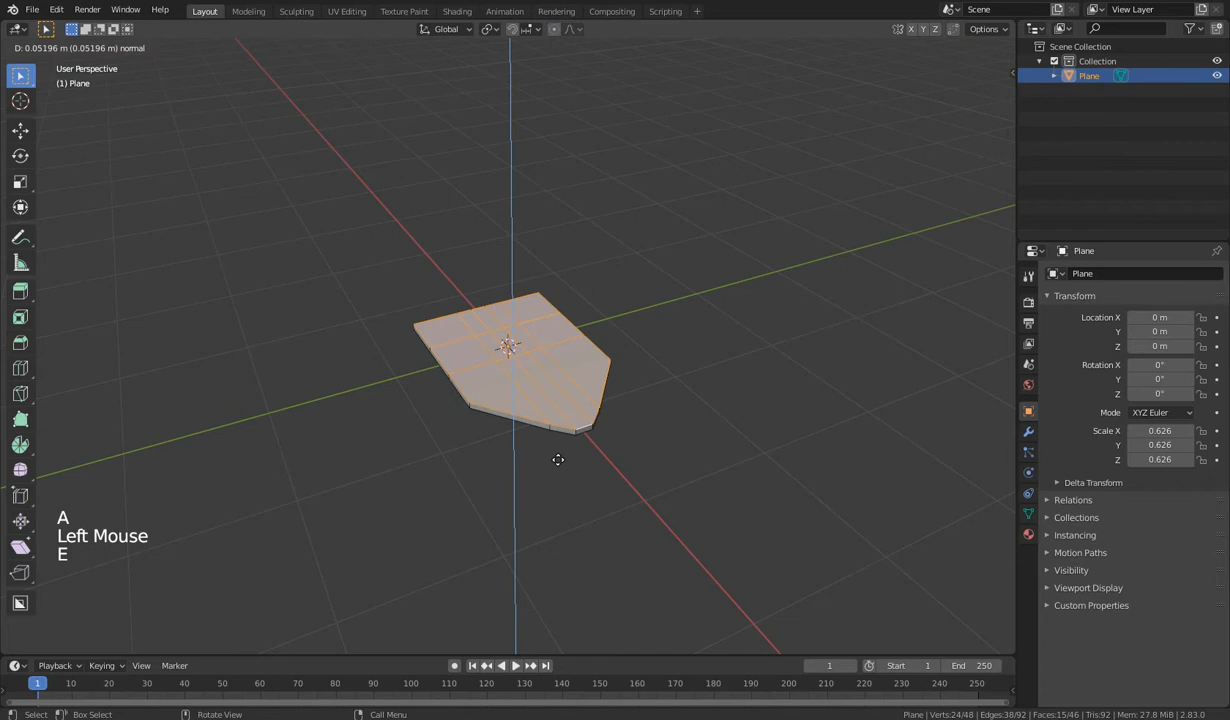 File Edit Render Window Help Layout Modeling Sculpting UV Editing Texture Paint Shading Animation Rendering Compositing Scripting + Scene View Layer
Global X Y Z Options
D: 0.05196 m (0.05196 m) normal
User Perspective
(1) Plane
A
Left Mouse
E
Scene Collection
Collection
Plane
Plane
Plane
Transform
Location X 0 m
Y 0 m
Z 0 m
Rotation X 0°
Y 0°
Z 0°
Mode XYZ Euler
Scale X 0.626
Y 0.626
Z 0.626
Delta Transform
Relations
Collections
Instancing
Motion Paths
Visibility
Viewport Display
Custom Properties
Playback Keying View Marker 1 Start 1 End 250
1 10 20 30 40 50 60 70 80 90 100 110 120 130 140 150 160 170 180 190 200 210 220 230 240 250
Select Box Select Rotate View Call Menu Plane | Verts:24/48 | Edges:38/92 | Faces:15/46 | Tris:92 | Mem: 27.8 MiB | 2.83.0